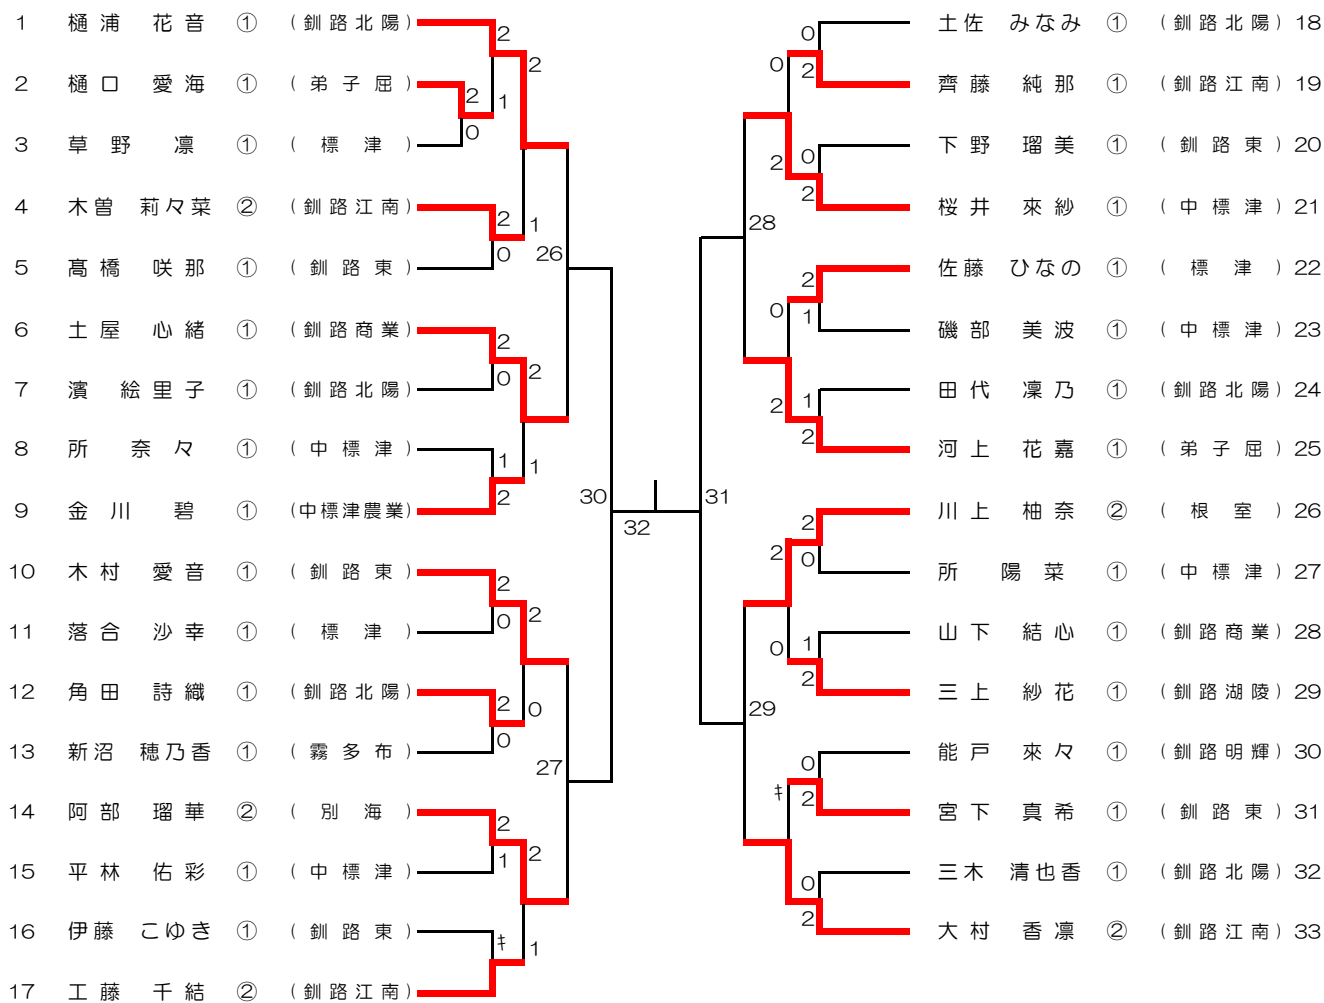 1 樋浦 花音 ① (釧路北陽)
2 樋口 愛海 ① (弟子屈)
3 草野 凛 ① (標津)
4 木曽 莉々菜 ② (釧路江南)
5 髙橋 咲那 ① (釧路東)
6 土屋 心緒 ① (釧路商業)
7 濱 絵里子 ① (釧路北陽)
8 所 奈々 ① (中標津)
9 金川 碧 ① (中標津農業)
10 木村 愛音 ① (釧路東)
11 落合 沙幸 ① (標津)
12 角田 詩織 ① (釧路北陽)
13 新沼 穂乃香 ① (霧多布)
14 阿部 瑠華 ② (別海)
15 平林 佑彩 ① (中標津)
16 伊藤 こゆき ① (釧路東)
17 工藤 千結 ② (釧路江南)
2
2
2 1
0
2 1
0
26
2
0 2
1 1
2
30
2
0 2
2 0
0
27
2
1 2
キ 1
32
土佐 みなみ ① (釧路北陽) 18
齊藤 純那 ① (釧路江南) 19
下野 瑠美 ① (釧路東) 20
桜井 來紗 ① (中標津) 21
佐藤 ひなの ① (標津) 22
磯部 美波 ① (中標津) 23
田代 凜乃 ① (釧路北陽) 24
河上 花嘉 ① (弟子屈) 25
川上 柚奈 ② (根室) 26
所 陽菜 ① (中標津) 27
山下 結心 ① (釧路商業) 28
三上 紗花 ① (釧路湖陵) 29
能戸 來々 ① (釧路明輝) 30
宮下 真希 ① (釧路東) 31
三木 清也香 ① (釧路北陽) 32
大村 香凛 ② (釧路江南) 33
0
0 2
2 0
2
28
2
0 1
2 1
2
31
2
2 0
0 1
2
29
0
キ 2
0
2